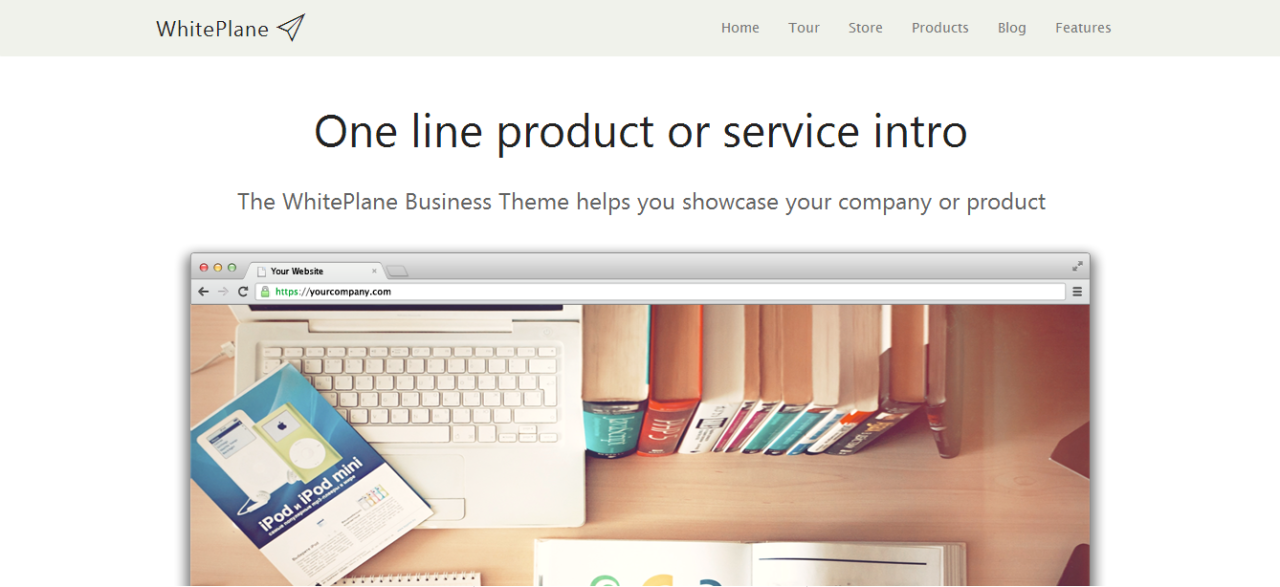 WhitePlane
Home Tour Store Products Blog Features
One line product or service intro
The WhitePlane Business Theme helps you showcase your company or product
Your Website
https://yourcompany.com
iPod и iPod mini